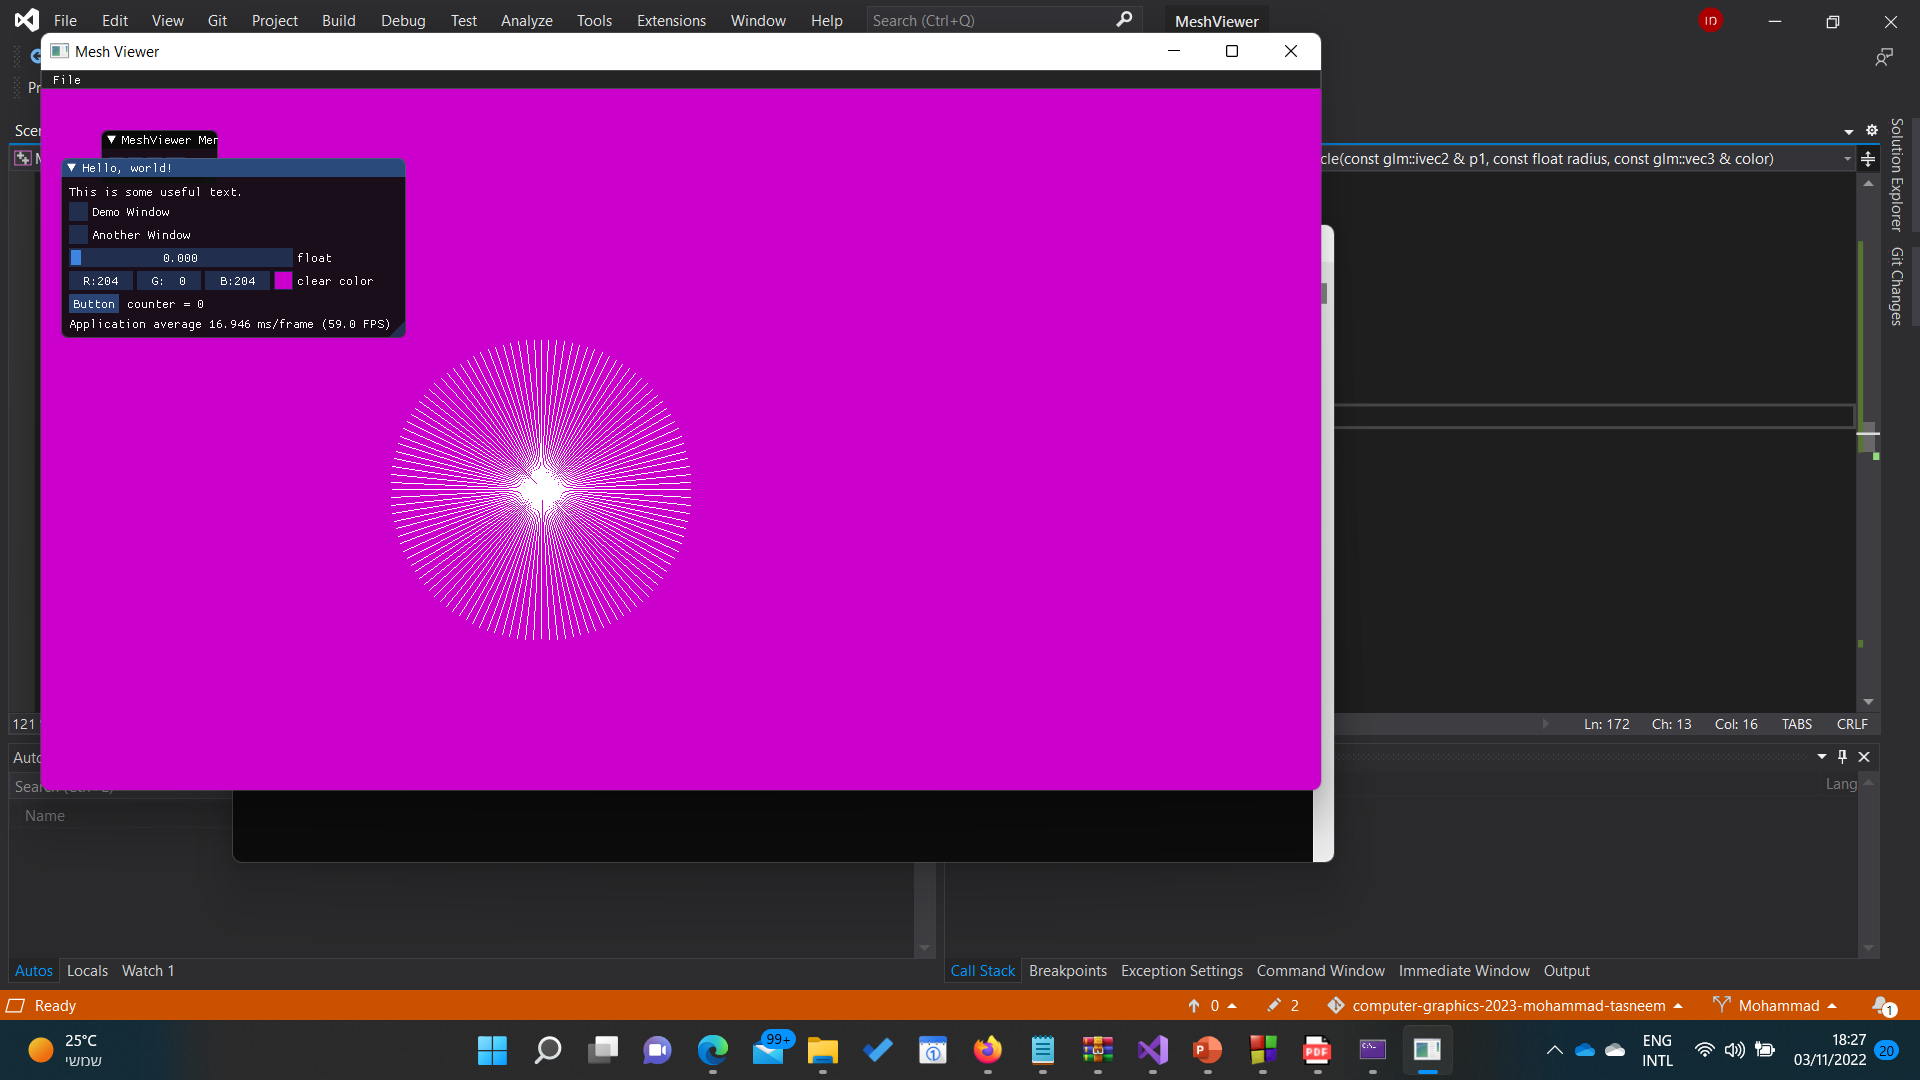 File Edit View Git Project Build Debug Test Analyze Tools Extensions Window Help Search (Ctrl+Q) MeshViewer
Mesh Viewer
File
MeshViewer Mer
Hello, world!
This is some useful text.
Demo Window
Another Window
0.000 float
R:204 G: 0 B:204 clear color
Button counter = 0
Application average 16.946 ms/frame (59.0 FPS)
cle(const glm::ivec2 & p1, const float radius, const glm::vec3 & color)
Solution Explorer
Git Changes
121
Ln: 172 Ch: 13 Col: 16 TABS CRLF
Name
Lang
Autos Locals Watch 1
Call Stack Breakpoints Exception Settings Command Window Immediate Window Output
Ready
0 2 computer-graphics-2023-mohammad-tasneem Mohammad 1
25°C
שמשי
99+
PDF
ENG
INTL
18:27
03/11/2022
20